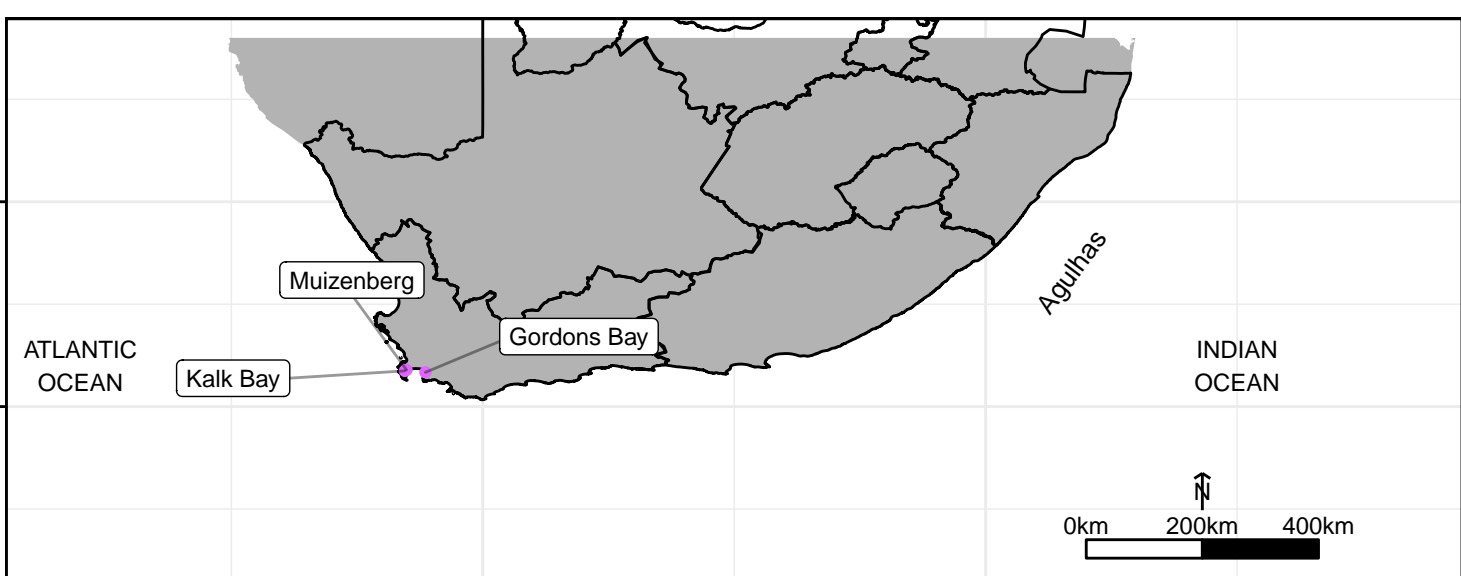 Agulhas
Muizenberg
Gordons Bay
ATLANTIC
OCEAN
Kalk Bay
INDIAN
OCEAN
N
0km 200km 400km